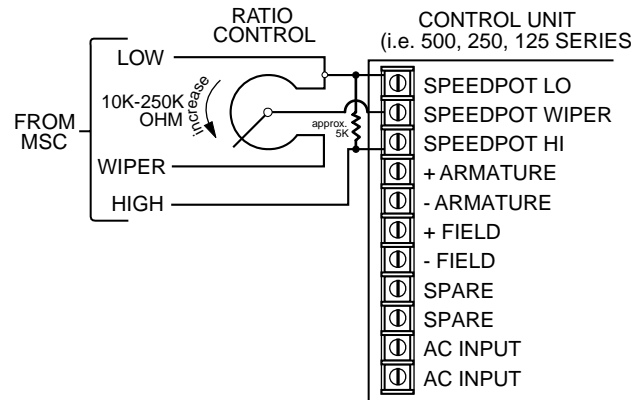 RATIO
CONTROL
CONTROL UNIT
(i.e. 500, 250, 125 SERIES
LOW
10K-250K
OHM
increase
FROM
MSC
approx.
5K
WIPER
HIGH
SPEEDPOT LO
SPEEDPOT WIPER
SPEEDPOT HI
+ ARMATURE
- ARMATURE
+ FIELD
- FIELD
SPARE
SPARE
AC INPUT
AC INPUT